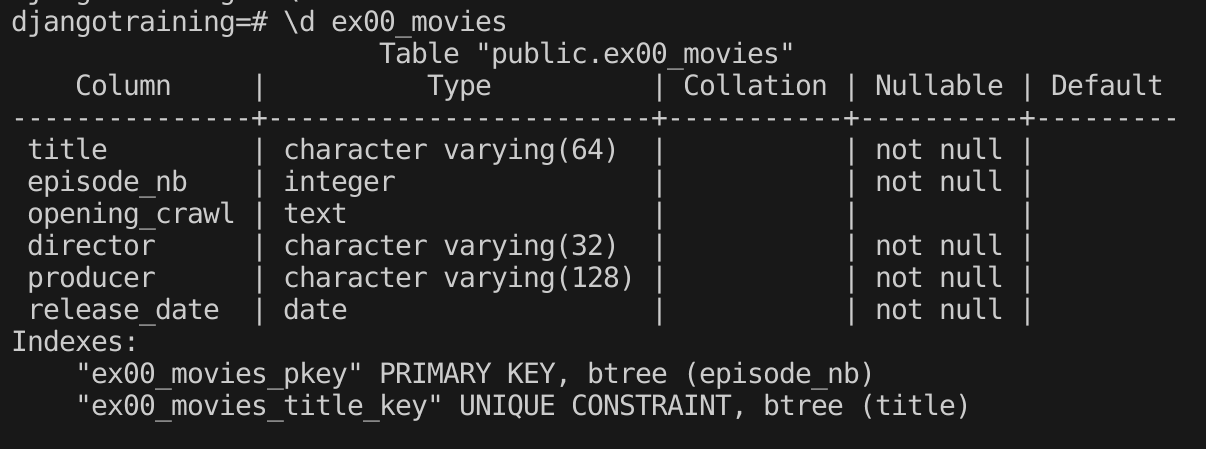 djangotraining=# \d ex00_movies
                       Table "public.ex00_movies"
    Column     |          Type          | Collation | Nullable | Default
---------------+------------------------+-----------+----------+---------
 title         | character varying(64)  |           | not null |
 episode_nb    | integer                |           | not null |
 opening_crawl | text                   |           |          |
 director      | character varying(32)  |           | not null |
 producer      | character varying(128) |           | not null |
 release_date  | date                   |           | not null |
Indexes:
    "ex00_movies_pkey" PRIMARY KEY, btree (episode_nb)
    "ex00_movies_title_key" UNIQUE CONSTRAINT, btree (title)